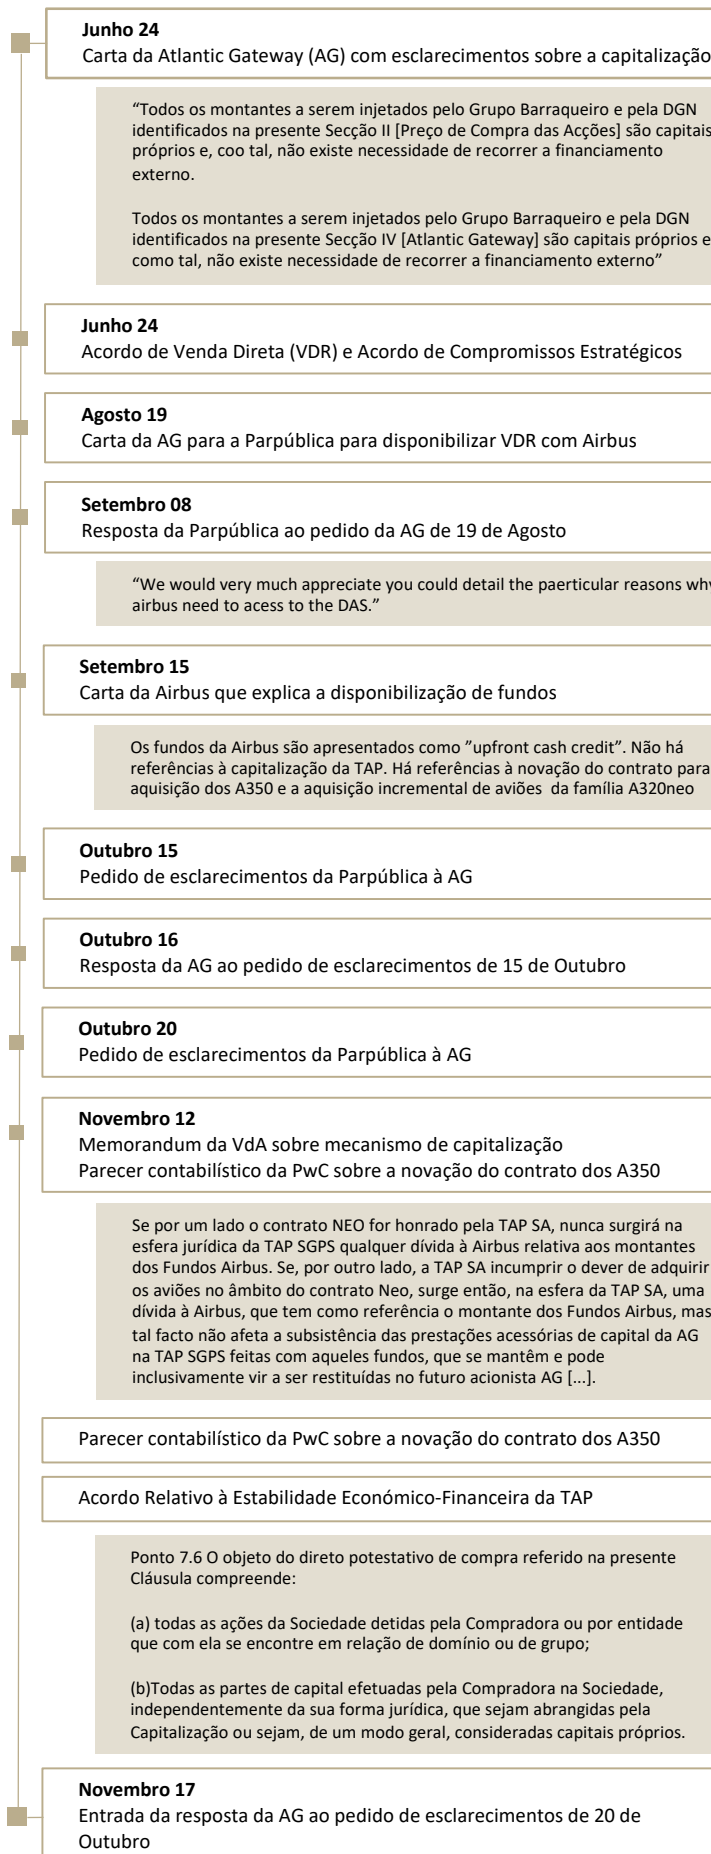 Junho 24
Carta da Atlantic Gateway (AG) com esclarecimentos sobre a capitalização
“Todos os montantes a serem injetados pelo Grupo Barraqueiro e pela DGN
identificados na presente Secção II [Preço de Compra das Acções] são capitais
próprios e, coo tal, não existe necessidade de recorrer a financiamento
externo.
Todos os montantes a serem injetados pelo Grupo Barraqueiro e pela DGN
identificados na presente Secção IV [Atlantic Gateway] são capitais próprios e
como tal, não existe necessidade de recorrer a financiamento externo”
Junho 24
Acordo de Venda Direta (VDR) e Acordo de Compromissos Estratégicos
Agosto 19
Carta da AG para a Parpública para disponibilizar VDR com Airbus
Setembro 08
Resposta da Parpública ao pedido da AG de 19 de Agosto
“We would very much appreciate you could detail the paerticular reasons why
airbus need to acess to the DAS.”
Setembro 15
Carta da Airbus que explica a disponibilização de fundos
Os fundos da Airbus são apresentados como ”upfront cash credit”. Não há
referências à capitalização da TAP. Há referências à novação do contrato para
aquisição dos A350 e a aquisição incremental de aviões da família A320neo
Outubro 15
Pedido de esclarecimentos da Parpública à AG
Outubro 16
Resposta da AG ao pedido de esclarecimentos de 15 de Outubro
Outubro 20
Pedido de esclarecimentos da Parpública à AG
Novembro 12
Memorandum da VdA sobre mecanismo de capitalização
Parecer contabilístico da PwC sobre a novação do contrato dos A350
Se por um lado o contrato NEO for honrado pela TAP SA, nunca surgirá na
esfera jurídica da TAP SGPS qualquer dívida à Airbus relativa aos montantes
dos Fundos Airbus. Se, por outro lado, a TAP SA incumprir o dever de adquirir
os aviões no âmbito do contrato Neo, surge então, na esfera da TAP SA, uma
dívida à Airbus, que tem como referência o montante dos Fundos Airbus, mas
tal facto não afeta a subsistência das prestações acessórias de capital da AG
na TAP SGPS feitas com aqueles fundos, que se mantêm e pode
inclusivamente vir a ser restituídas no futuro acionista AG [...].
Parecer contabilístico da PwC sobre a novação do contrato dos A350
Acordo Relativo à Estabilidade Económico-Financeira da TAP
Ponto 7.6 O objeto do direto potestativo de compra referido na presente
Cláusula compreende:
(a) todas as ações da Sociedade detidas pela Compradora ou por entidade
que com ela se encontre em relação de domínio ou de grupo;
(b)Todas as partes de capital efetuadas pela Compradora na Sociedade,
independentemente da sua forma jurídica, que sejam abrangidas pela
Capitalização ou sejam, de um modo geral, consideradas capitais próprios.
Novembro 17
Entrada da resposta da AG ao pedido de esclarecimentos de 20 de
Outubro